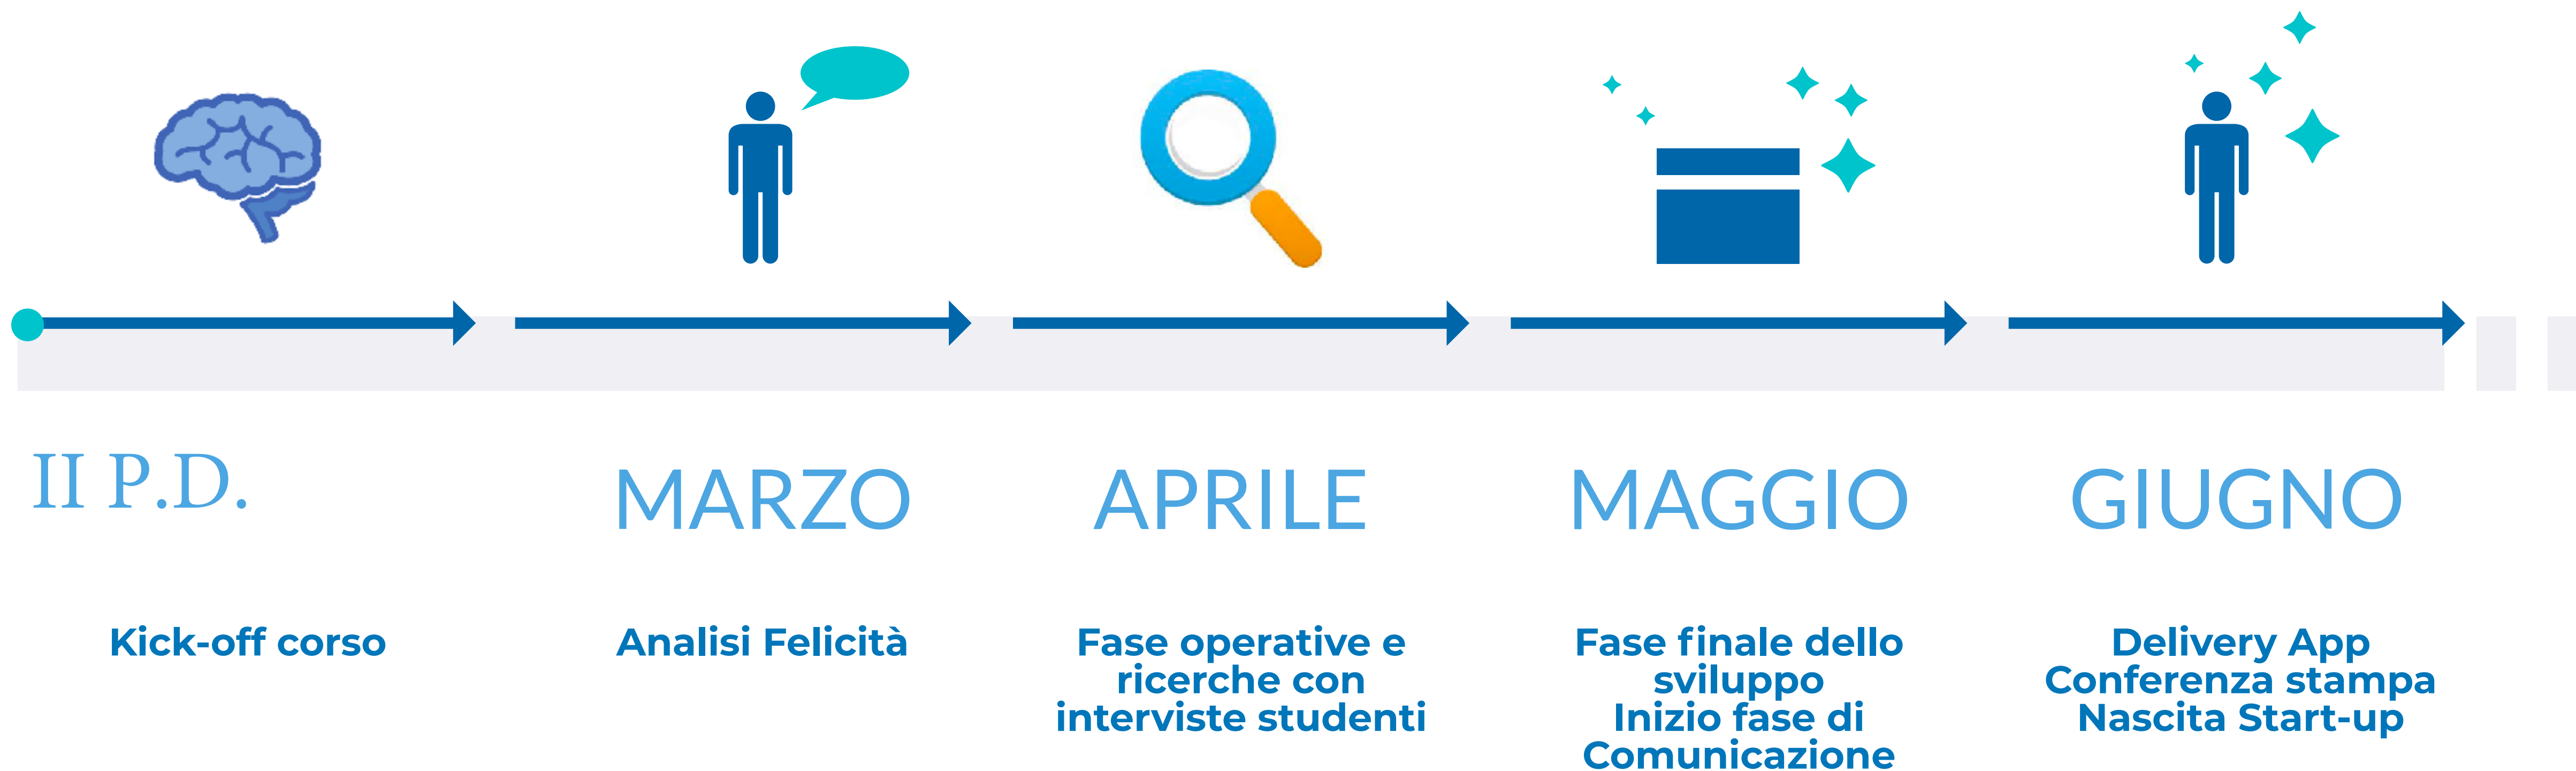 II P.D.
MARZO
APRILE
MAGGIO
GIUGNO
Kick-off corso
Analisi Felicità
Fase operative e
ricerche con
interviste studenti
Fase finale dello
sviluppo
Inizio fase di
Comunicazione
Delivery App
Conferenza stampa
Nascita Start-up